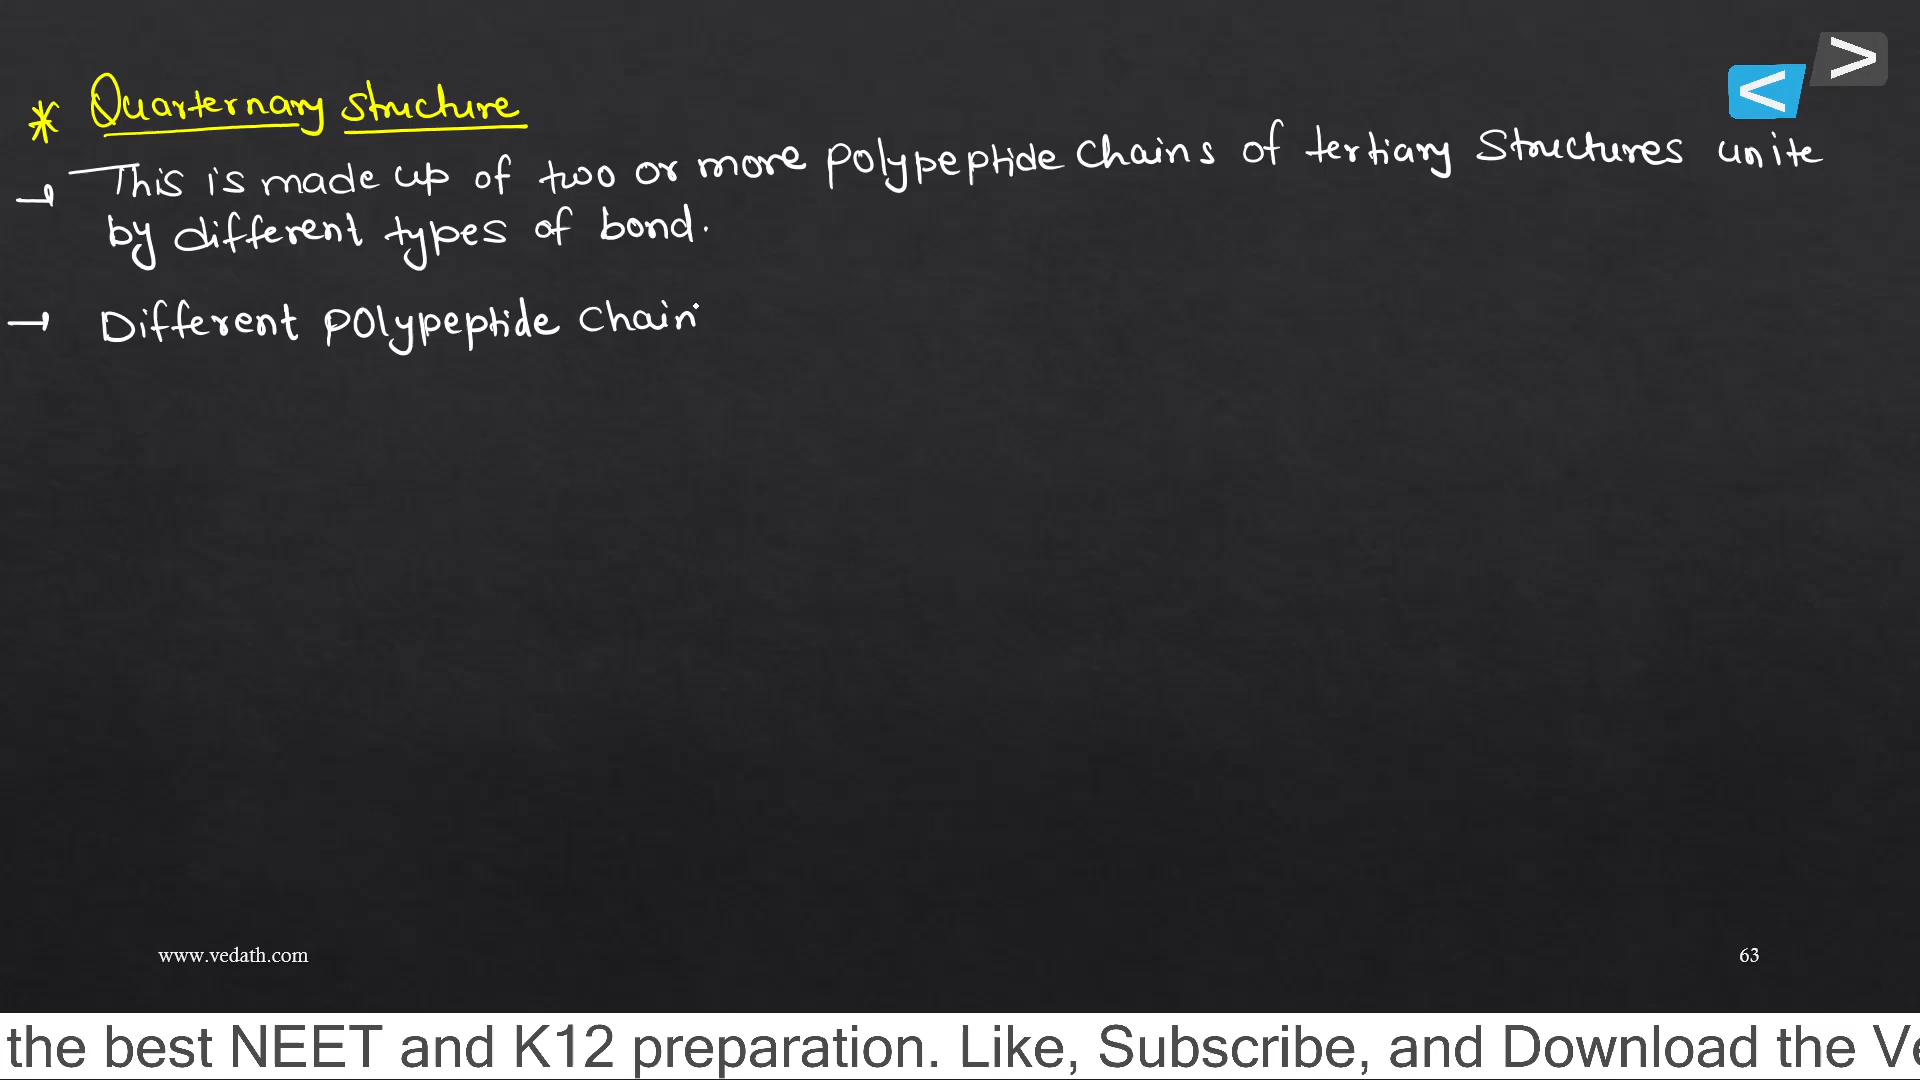 * Quarternary Structure
→ This is made up of two or more polypeptide chains of tertiary structures unite
by different types of bond.
→ Different polypeptide chain
www.vedath.com
63
the best NEET and K12 preparation. Like, Subscribe, and Download the Ve